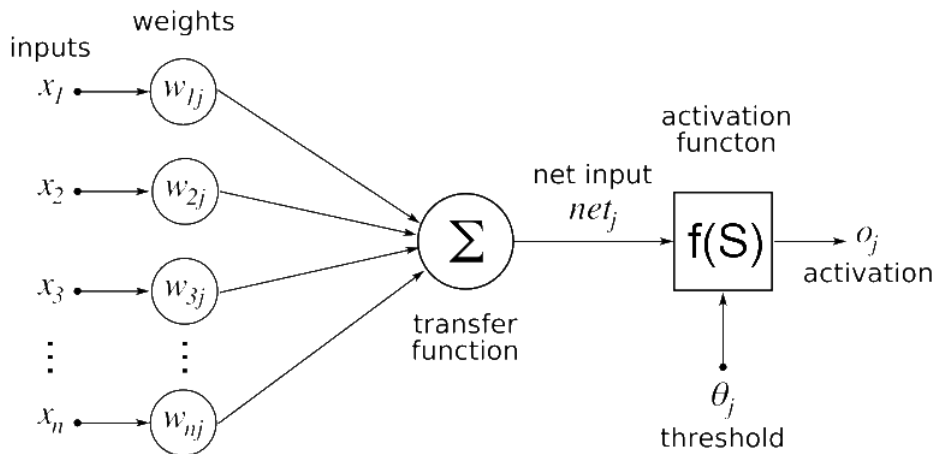 weights
inputs
x1
w1j
x2
w2j
x3
w3j
⋮
⋮
xn
wnj
Σ
transfer
function
net input
netj
activation
functon
f(S)
oj
activation
θj
threshold